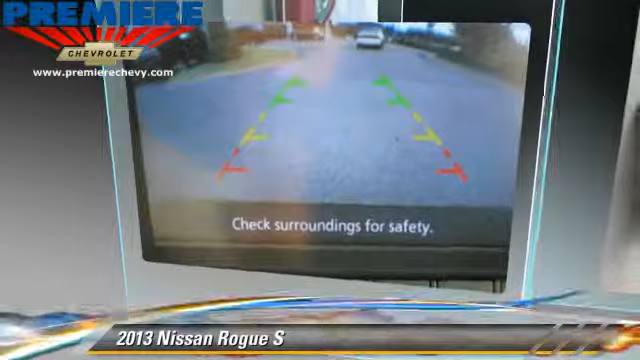 PREMIERE
CHEVROLET
www.premierechevy.com
Check surroundings for safety.
2013 Nissan Rogue S